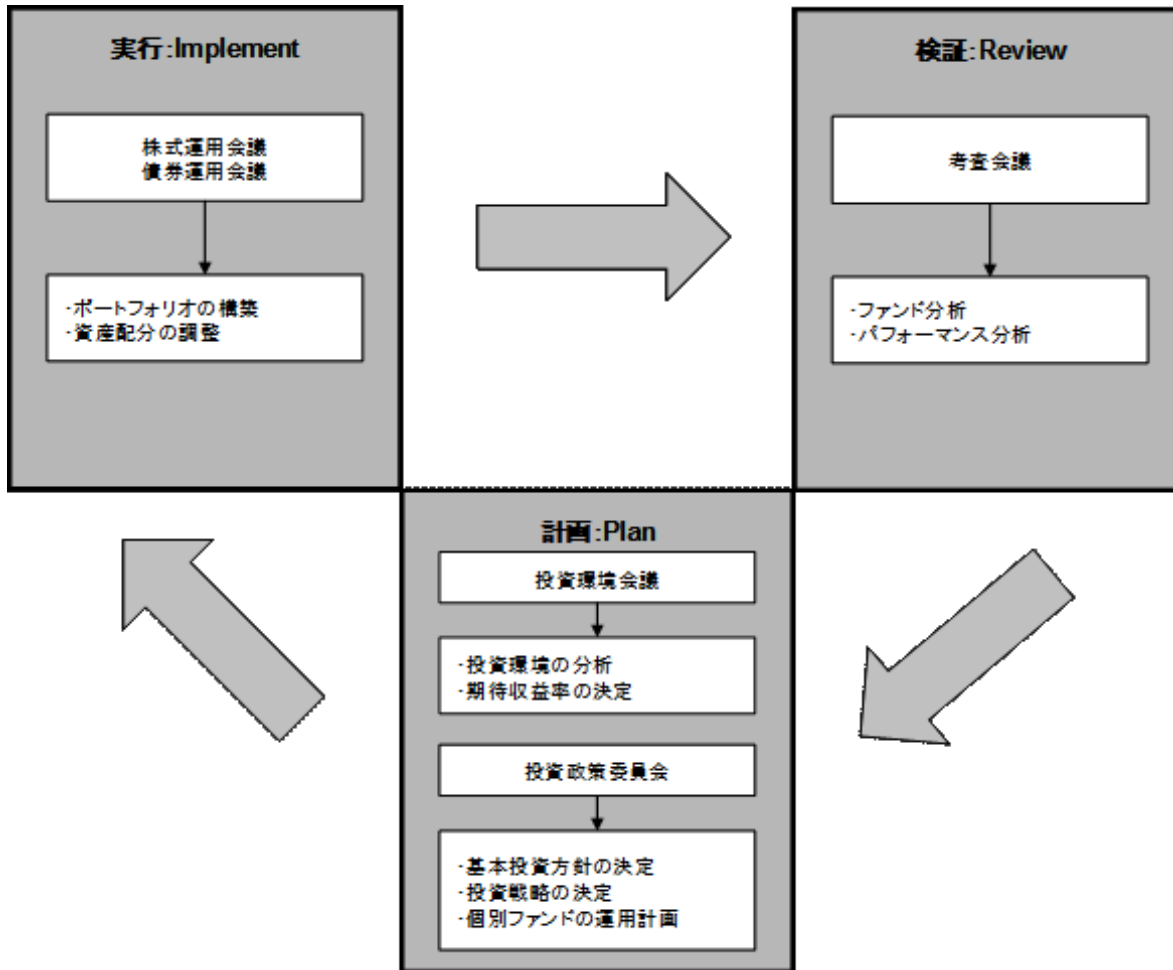 実行:Implement
株式運用会議
債券運用会議
・ポートフォリオの構築
・資産配分の調整
検証:Review
考査会議
・ファンド分析
・パフォーマンス分析
計画:Plan
投資環境会議
・投資環境の分析
・期待収益率の決定
投資政策委員会
・基本投資方針の決定
・投資戦略の決定
・個別ファンドの運用計画